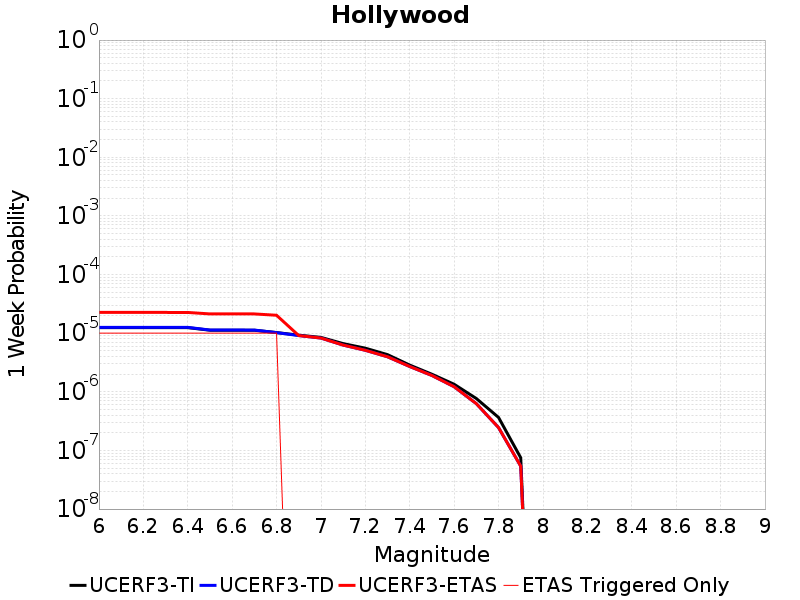 Hollywood
1 Week Probability
10^0
10^-1
10^-2
10^-3
10^-4
10^-5
10^-6
10^-7
10^-8
6 6.2 6.4 6.6 6.8 7 7.2 7.4 7.6 7.8 8 8.2 8.4 8.6 8.8 9
Magnitude
UCERF3-TI UCERF3-TD UCERF3-ETAS ETAS Triggered Only